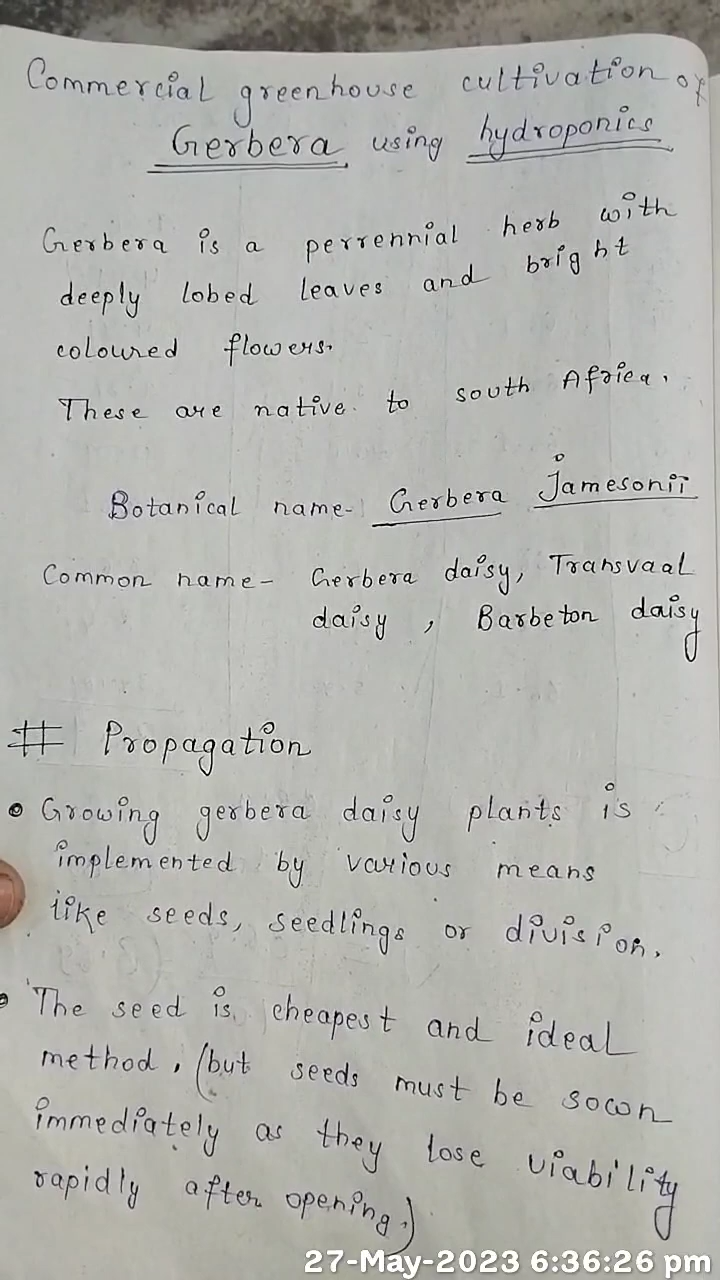 Commercial greenhouse cultivation of
Gerbera using hydroponics
Gerbera is a perrennial herb with
deeply lobed leaves and bright
coloured flowers.
These are native to south Africa.
Botanical name- Gerbera Jamesonii
Common name- Gerbera daisy, Transvaal
daisy, Barbeton daisy
# Propagation
• Growing gerbera daisy plants is
implemented by various means
like seeds, seedlings or division.
• The seed is cheapest and ideal
method, (but seeds must be sown
immediately as they lose viability
rapidly after opening.)
27-May-2023 6:36:26 pm